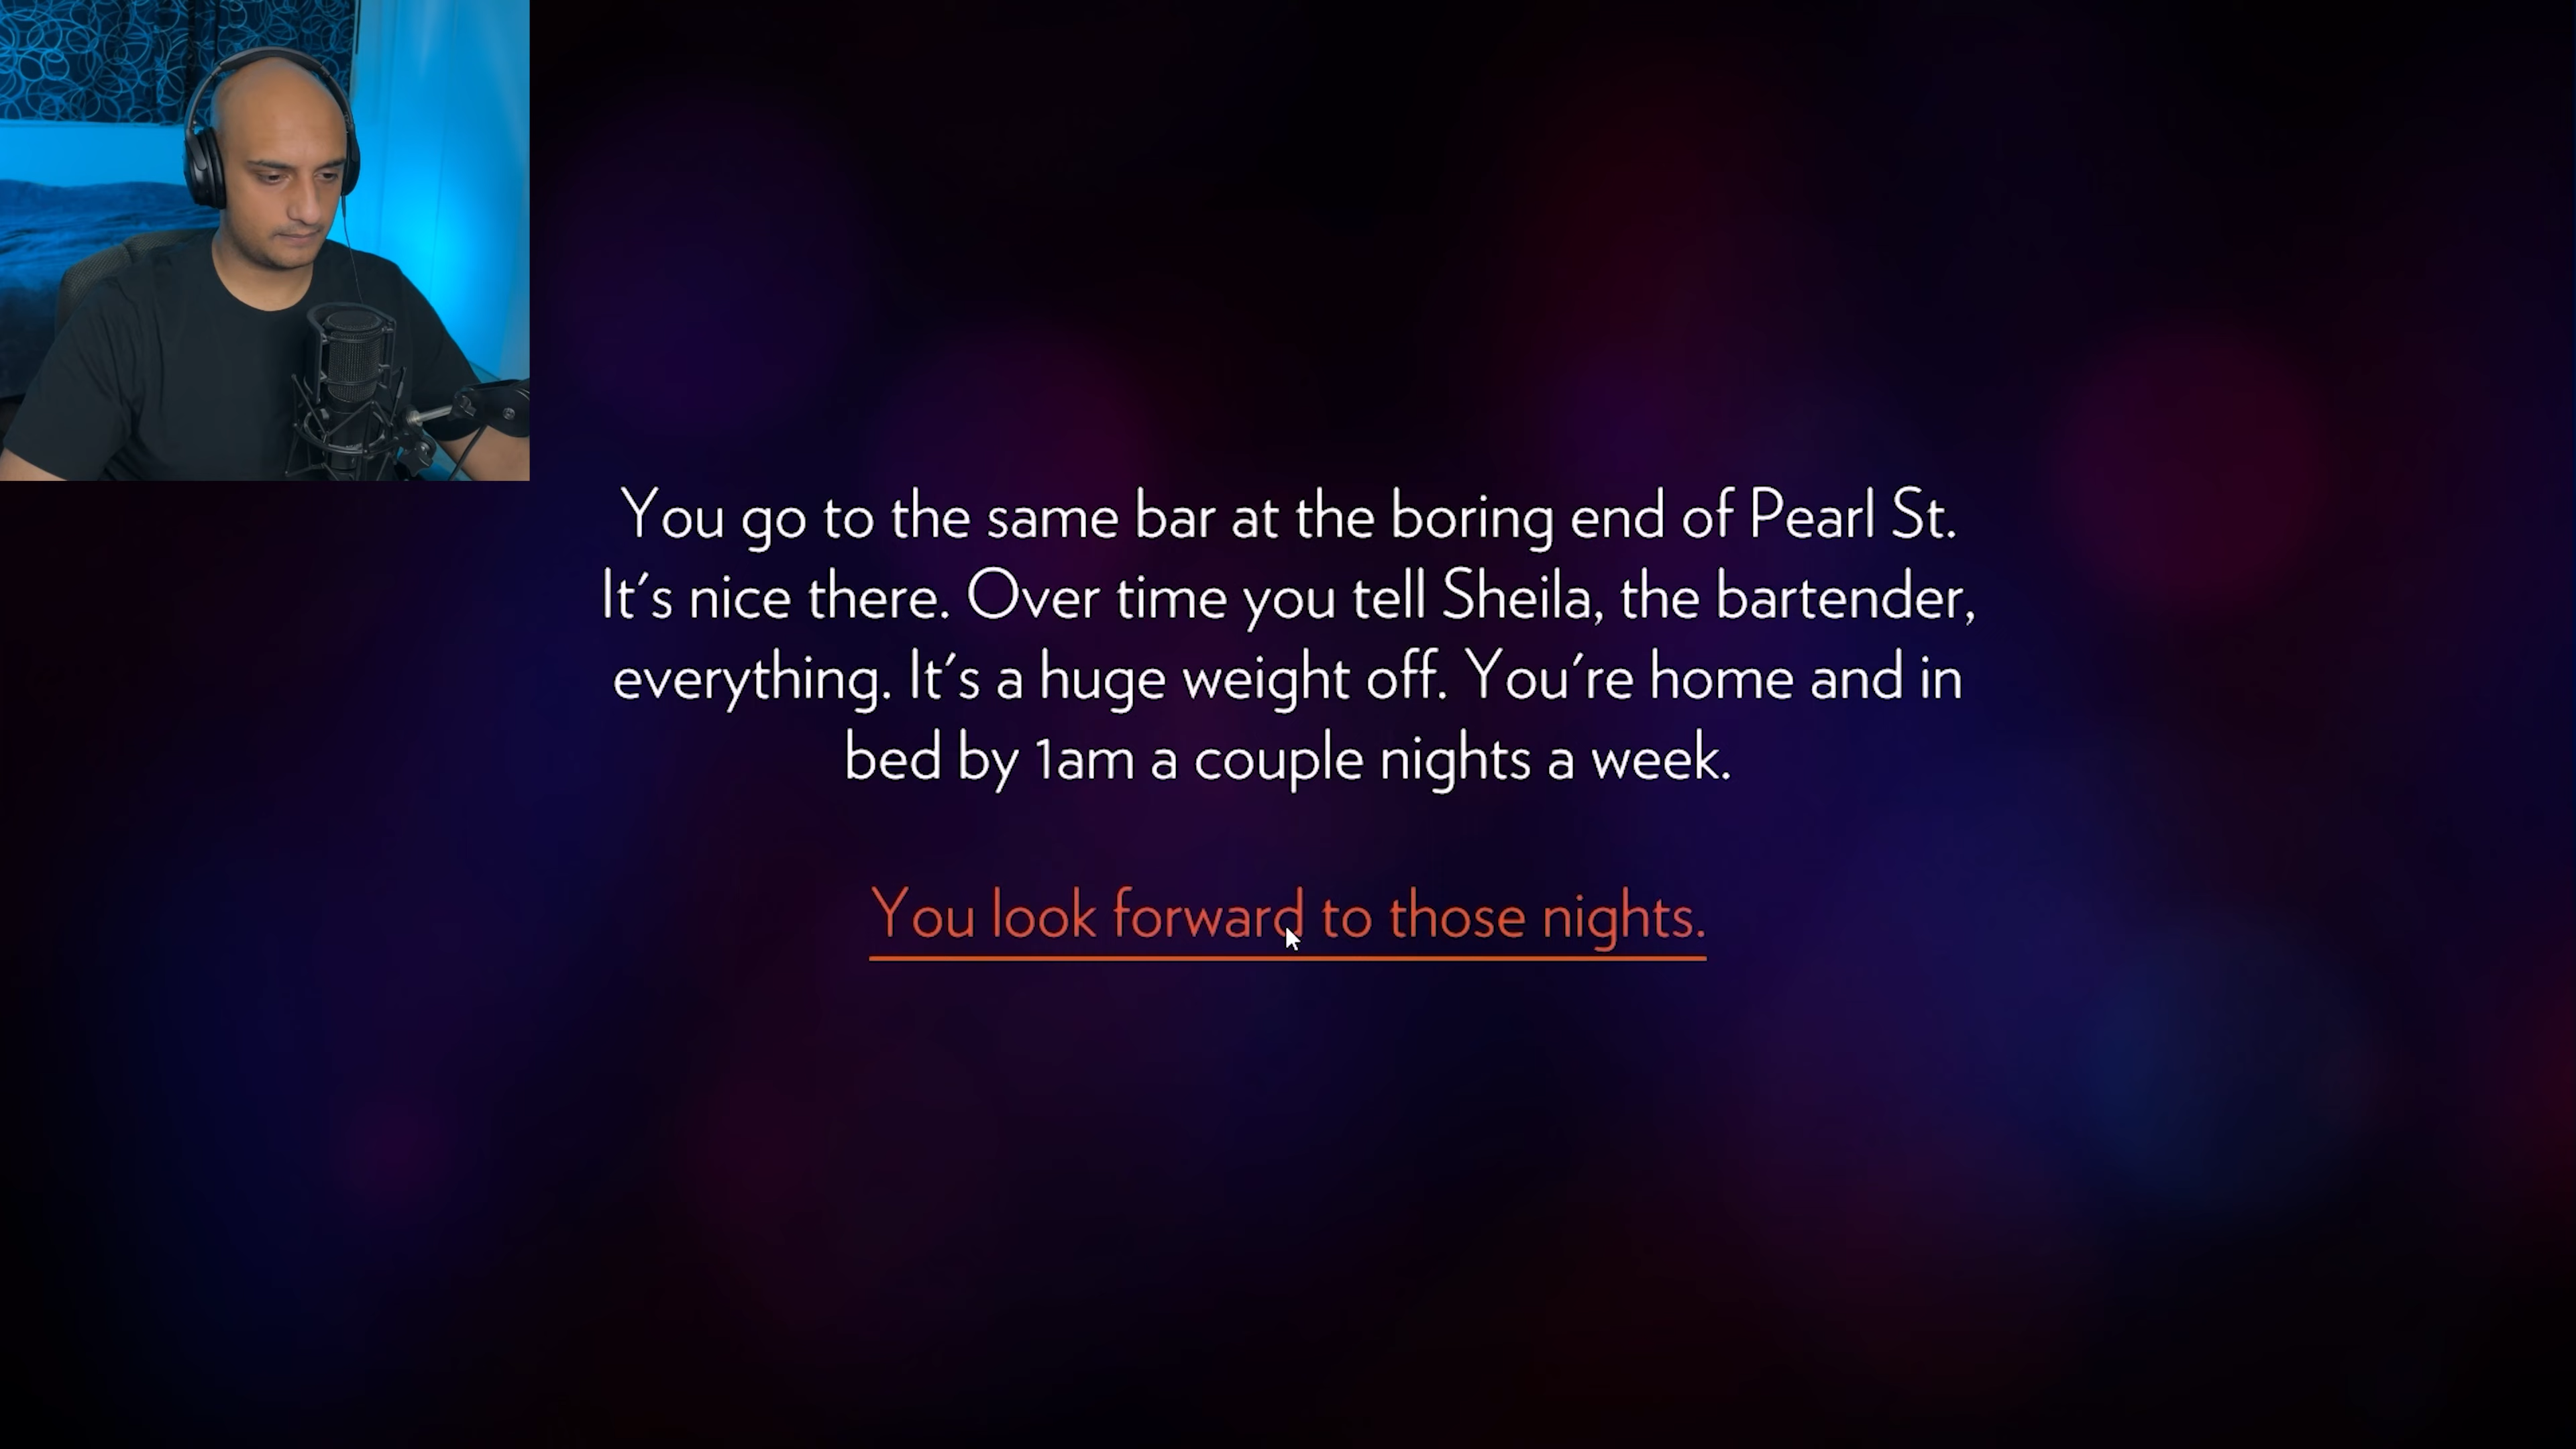 You go to the same bar at the boring end of Pearl St.
It's nice there. Over time you tell Sheila, the bartender,
everything. It's a huge weight off. You're home and in
bed by 1am a couple nights a week.
You look forward to those nights.